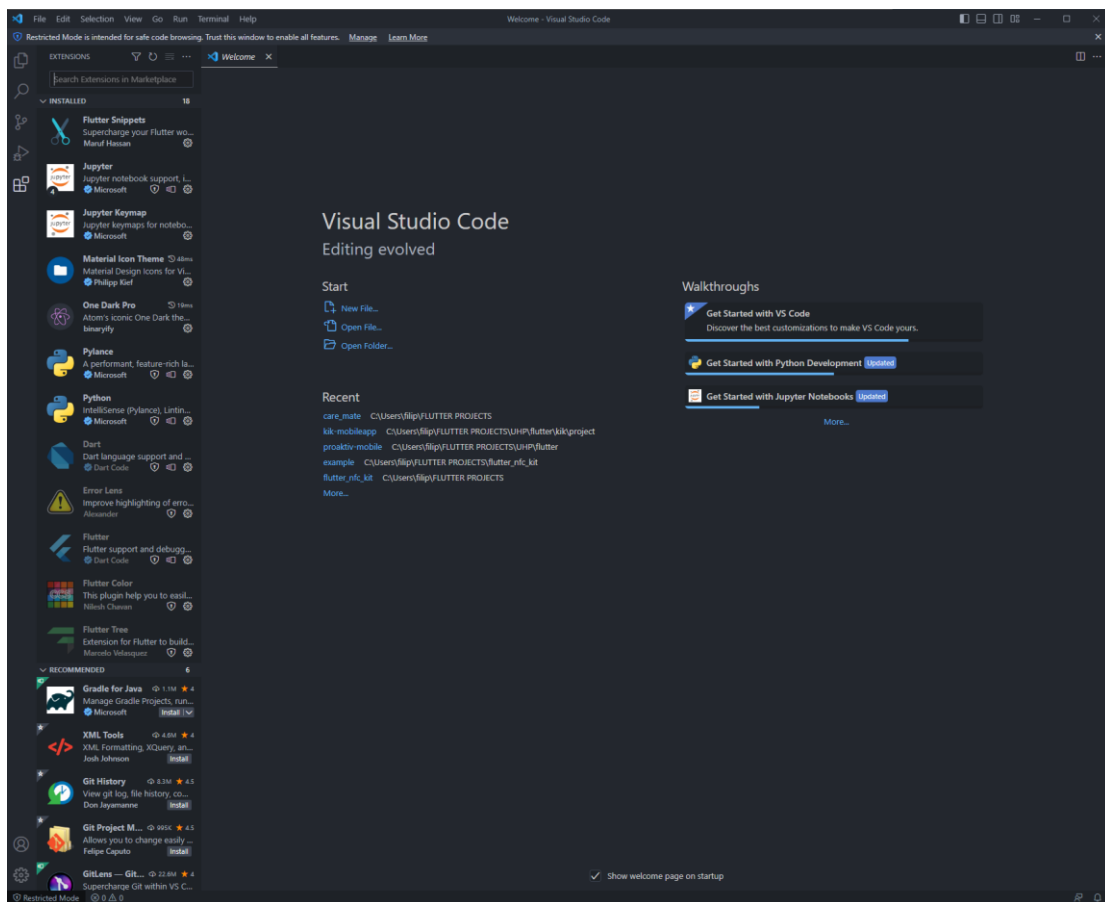 File Edit Selection View Go Run Terminal Help
Welcome - Visual Studio Code
Restricted Mode is intended for safe code browsing. Trust this window to enable all features. Manage Learn More
EXTENSIONS
Welcome
Search Extensions in Marketplace
INSTALLED 18
Flutter Snippets
Supercharge your Flutter wo...
Maruf Hassan
Jupyter
Jupyter notebook support, i...
Microsoft
4
Jupyter Keymap
Jupyter keymaps for notebo...
Microsoft
Material Icon Theme 48ms
Material Design Icons for Vi...
Philipp Kief
One Dark Pro 19ms
Atom's iconic One Dark the...
binaryify
Pylance
A performant, feature-rich la...
Microsoft
Python
IntelliSense (Pylance), Lintin...
Microsoft
Dart
Dart language support and ...
Dart Code
Error Lens
Improve highlighting of erro...
Alexander
Flutter
Flutter support and debugg...
Dart Code
Flutter Color
This plugin help you to easil...
Nilesh Chavan
Flutter Tree
Extension for Flutter to build...
Marcelo Velasquez
RECOMMENDED 6
Gradle for Java 1.1M 4
Manage Gradle Projects, run...
Microsoft Install
XML Tools 4.6M 4
XML Formatting, XQuery, an...
Josh Johnson Install
Git History 8.3M 4.5
View git log, file history, co...
Don Jayamanne Install
Git Project M... 995K 4.5
Allows you to change easily ...
Felipe Caputo Install
GitLens — Git... 22.6M 4
Supercharge Git within VS C...
Visual Studio Code
Editing evolved
Start
New File...
Open File...
Open Folder...
Recent
care_mate C:\Users\filip\FLUTTER PROJECTS
kik-mobileapp C:\Users\filip\FLUTTER PROJECTS\UHP\flutter\kik\project
proaktiv-mobile C:\Users\filip\FLUTTER PROJECTS\UHP\flutter
example C:\Users\filip\FLUTTER PROJECTS\flutter_nfc_kit
flutter_nfc_kit C:\Users\filip\FLUTTER PROJECTS
More...
Walkthroughs
Get Started with VS Code
Discover the best customizations to make VS Code yours.
Get Started with Python Development Updated
Get Started with Jupyter Notebooks Updated
More...
Show welcome page on startup
Restricted Mode 0 0